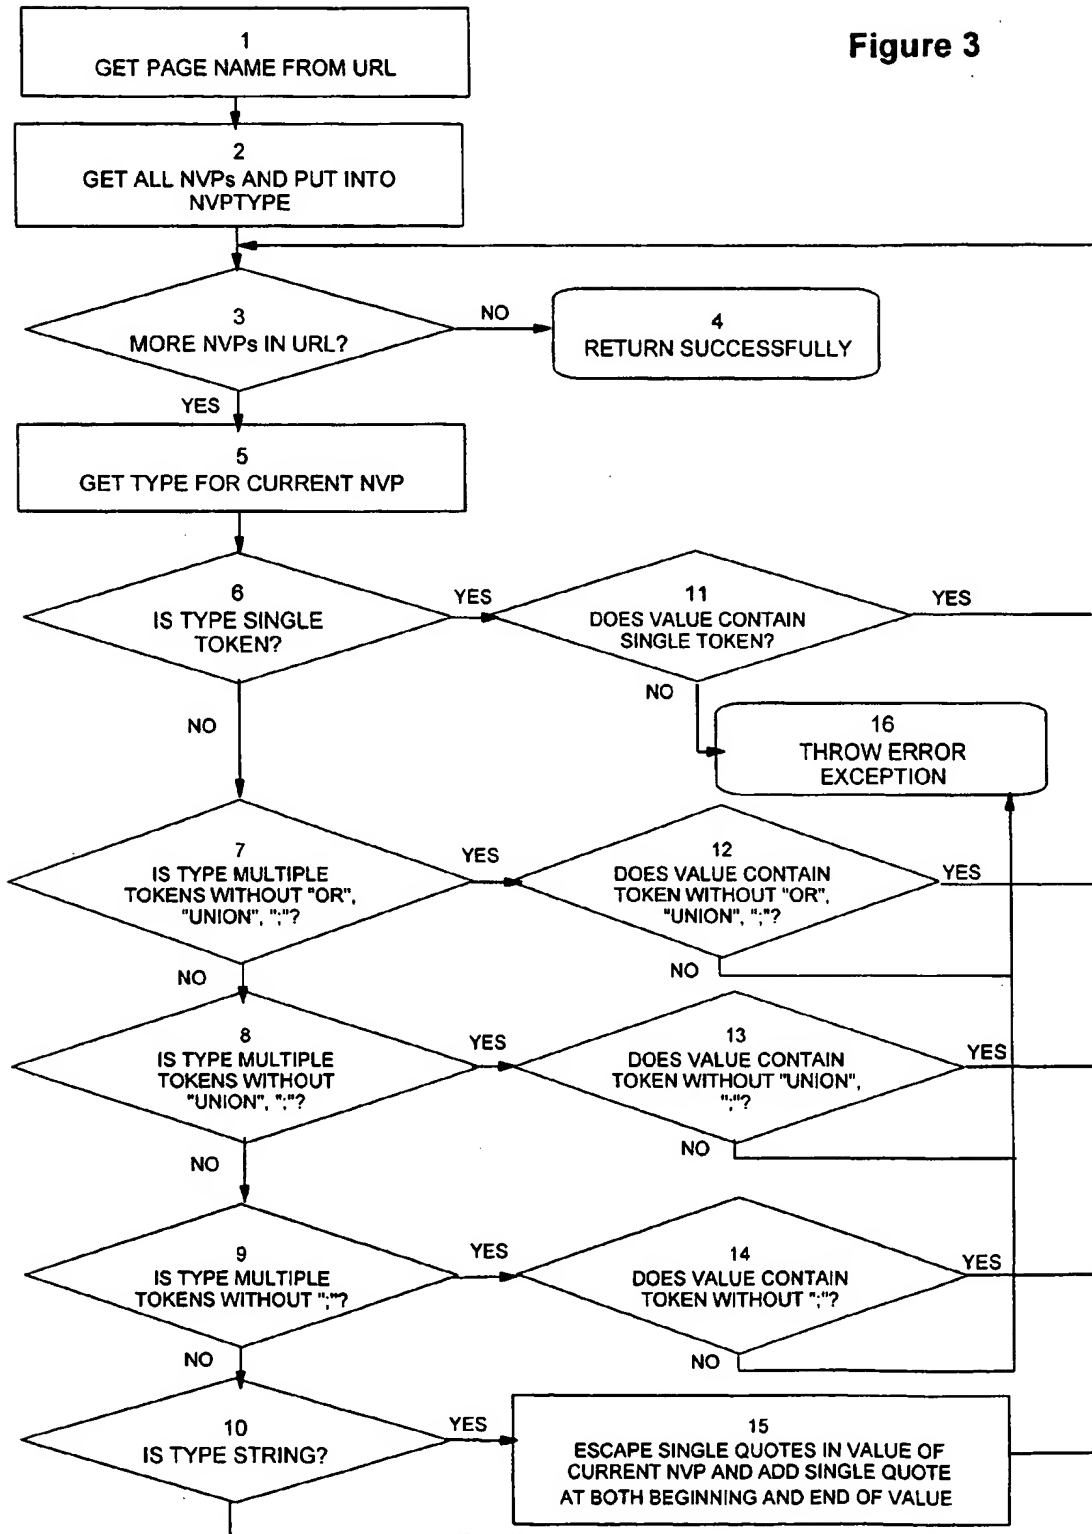 Figure 3
1
GET PAGE NAME FROM URL
2
GET ALL NVPs AND PUT INTO
NVPTYPE
3
MORE NVPs IN URL?
NO
4
RETURN SUCCESSFULLY
YES
5
GET TYPE FOR CURRENT NVP
6
IS TYPE SINGLE
TOKEN?
YES
11
DOES VALUE CONTAIN
SINGLE TOKEN?
YES
NO
NO
16
THROW ERROR
EXCEPTION
7
IS TYPE MULTIPLE
TOKENS WITHOUT "OR",
"UNION", ";"?
YES
12
DOES VALUE CONTAIN
TOKEN WITHOUT "OR",
"UNION", ";"?
YES
NO
NO
8
IS TYPE MULTIPLE
TOKENS WITHOUT
"UNION", ";"?
YES
13
DOES VALUE CONTAIN
TOKEN WITHOUT "UNION",
";"?
YES
NO
NO
9
IS TYPE MULTIPLE
TOKENS WITHOUT ";"?
YES
14
DOES VALUE CONTAIN
TOKEN WITHOUT ";"?
YES
NO
NO
10
IS TYPE STRING?
YES
15
ESCAPE SINGLE QUOTES IN VALUE OF
CURRENT NVP AND ADD SINGLE QUOTE
AT BOTH BEGINNING AND END OF VALUE